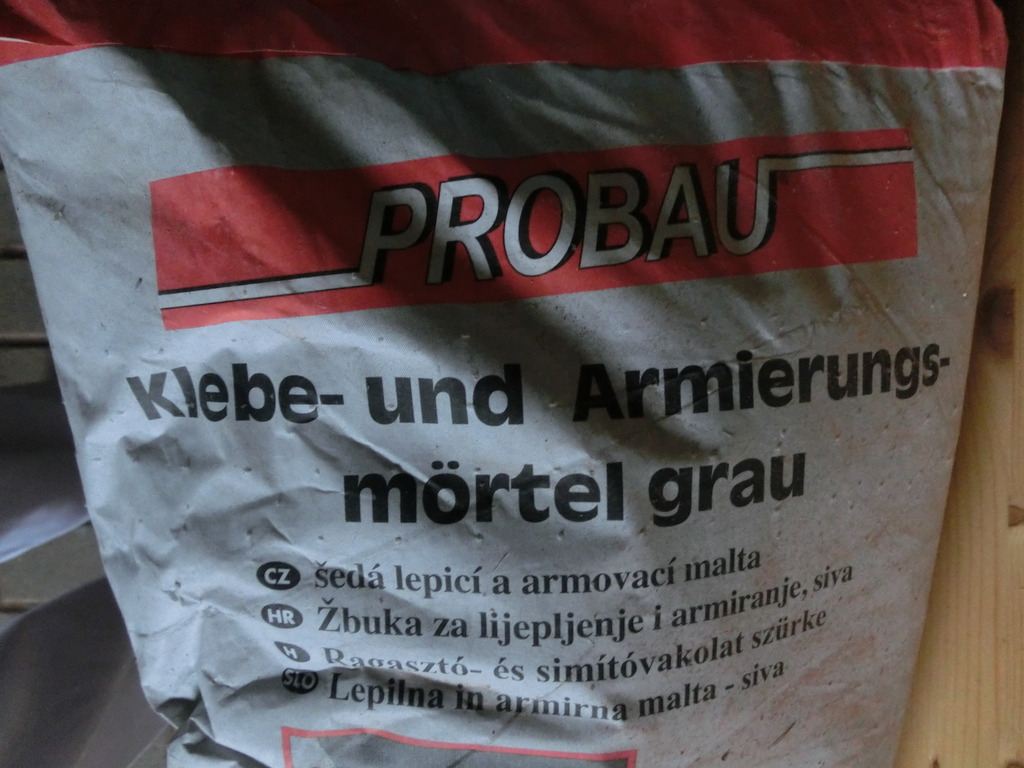 PROBAU
Klebe- und Armierungs-
mörtel grau
CZ šedá lepicí a armovací malta
HR Žbuka za lijepljenje i armiranje, siva
H Ragasztó- és simítóvakolat szürke
SLO Lepilna in armirna malta - siva